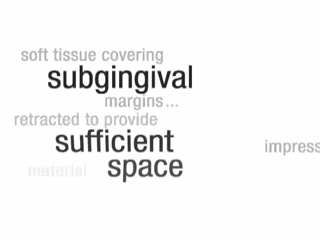 soft tissue covering
subgingival
margins ...
retracted to provide
sufficient
impress
material space